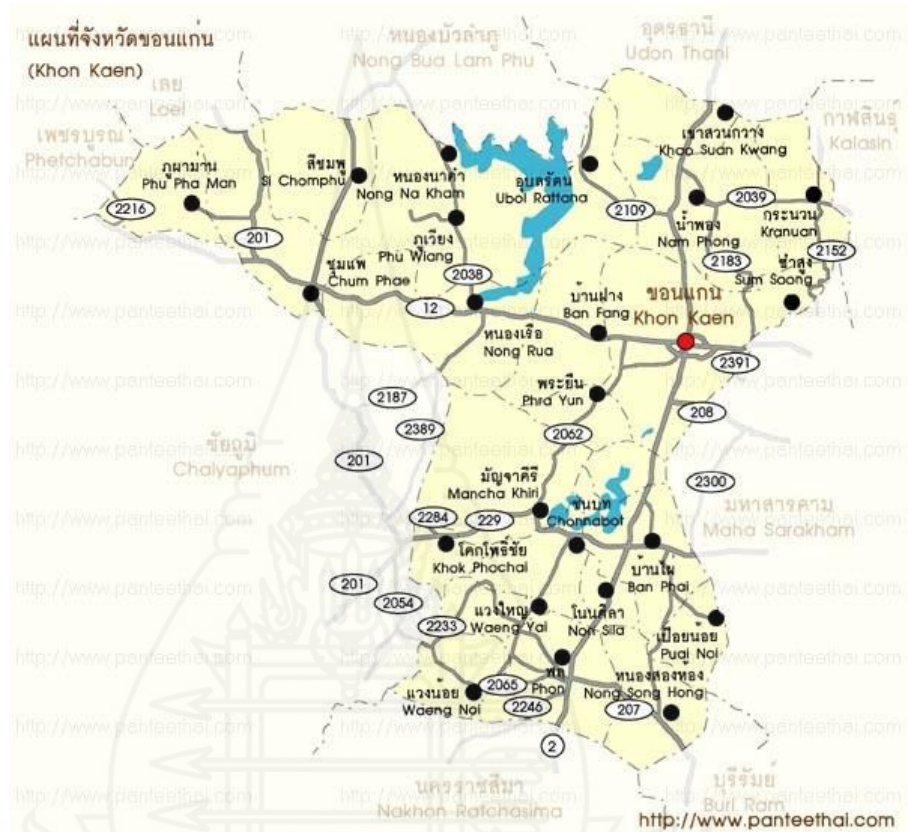 แผนที่จังหวัดขอนแก่น
(Khon Kaen)
หนองบัวลำภู
Nong Bua Lam Phu
อุดรธานี
Udon Thani
เลย
Loei
เพชรบูรณ์
Phetchabun
กาฬสินธุ์
Kalasin
ภูผาม่าน
Phu Pha Man
สีชมพู
Si Chomphu
หนองนาคำ
Nong Na Kham
อุบลรัตน์
Ubol Rattana
เขาสวนกวาง
Khao Suan Kwang
2216
201
2109
2039
น้ำพอง
Nam Phong
กระนวน
Kranuan
2183
2152
ภูเวียง
Phu Wiang
2038
ชุมแพ
Chum Phae
12
ซำสูง
Sum Soong
บ้านฝาง
Ban Fang
ขอนแก่น
Khon Kaen
หนองเรือ
Nong Rua
2391
พระยืน
Phra Yun
2187
208
2389
2062
ชัยภูมิ
Chaiyaphum
201
มัญจาคีรี
Mancha Khiri
ชนบท
Chonnabot
2300
มหาสารคาม
Maha Sarakham
2284
229
โคกโพธิ์ชัย
Khok Phochai
บ้านไผ่
Ban Phai
201
2054
แวงใหญ่
Waeng Yai
โนนศิลา
Non Sila
2233
เปือยน้อย
Puai Noi
พล
Phon
หนองสองห้อง
Nong Song Hong
แวงน้อย
Waeng Noi
2065
2246
207
2
นครราชสีมา
Nakhon Ratchasima
บุรีรัมย์
Buri Ram
http://www.panteethai.com